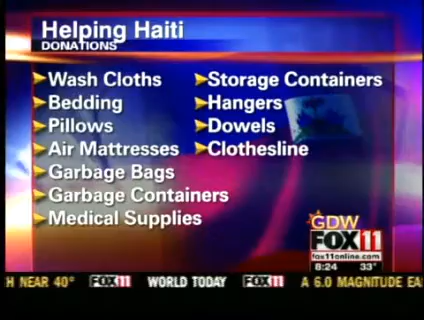 Helping Haiti
DONATIONS
Wash Cloths
Bedding
Pillows
Air Mattresses
Garbage Bags
Garbage Containers
Medical Supplies
Storage Containers
Hangers
Dowels
Clothesline
GDW
FOX 11
fox11online.com
8:24 33°
H NEAR 40° FOX 11 WORLD TODAY FOX 11 A 6.0 MAGNITUDE EA